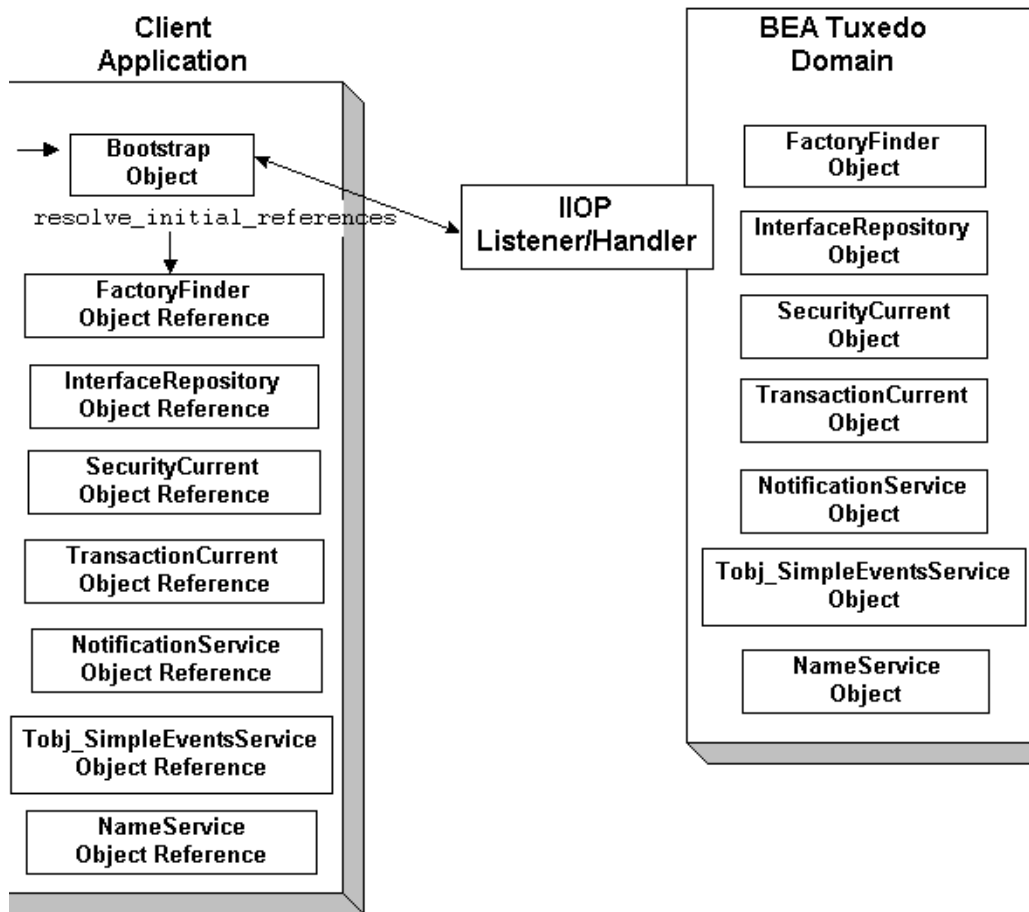 Client
Application
Bootstrap
Object
resolve_initial_references
FactoryFinder
Object Reference
InterfaceRepository
Object Reference
SecurityCurrent
Object Reference
TransactionCurrent
Object Reference
NotificationService
Object Reference
Tobj_SimpleEventsService
Object Reference
NameService
Object Reference
IIOP
Listener/Handler
BEA Tuxedo
Domain
FactoryFinder
Object
InterfaceRepository
Object
SecurityCurrent
Object
TransactionCurrent
Object
NotificationService
Object
Tobj_SimpleEventsService
Object
NameService
Object